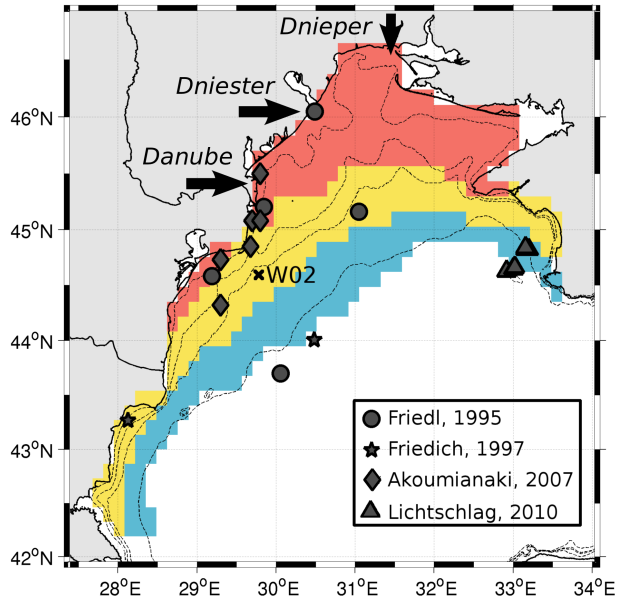 Dnieper
Dniester
46°N
Danube
45°N
W02
44°N
Friedl, 1995
Friedich, 1997
43°N
Akoumianaki, 2007
Lichtschlag, 2010
42°N
28°E 29°E 30°E 31°E 32°E 33°E 34°E